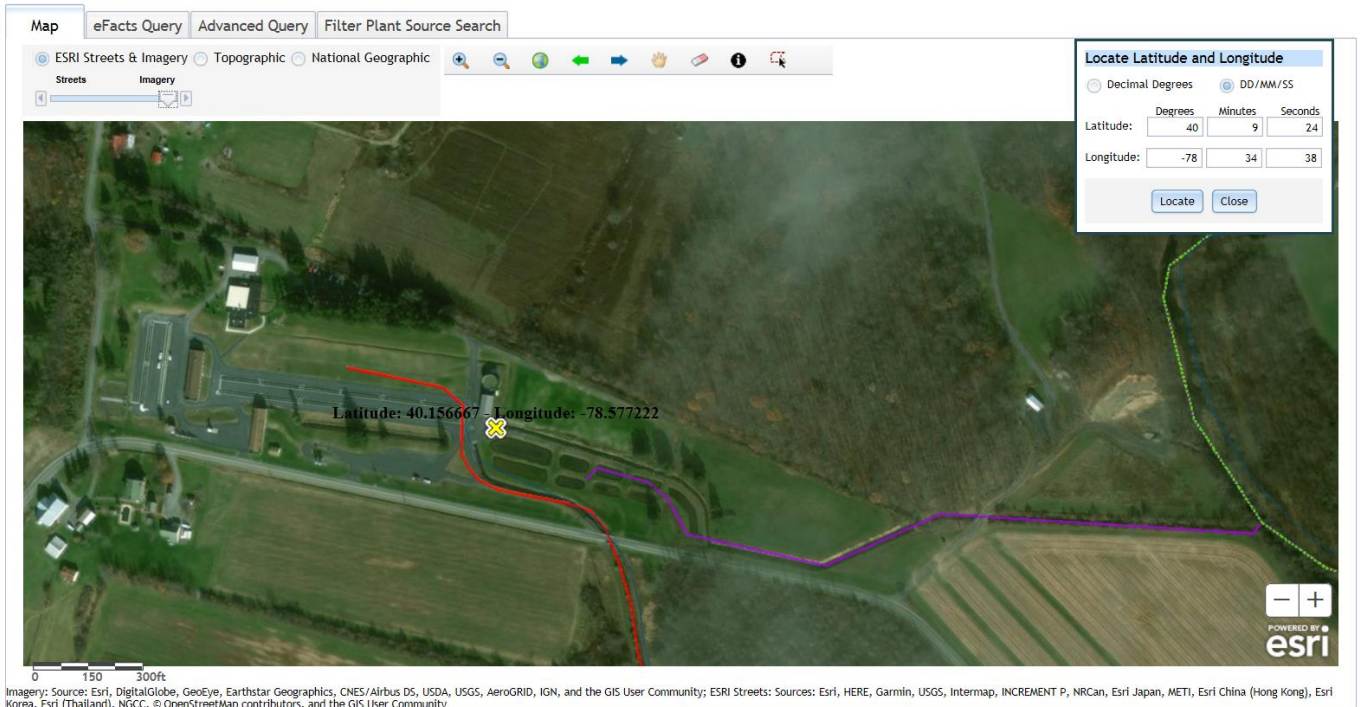 Map eFacts Query Advanced Query Filter Plant Source Search
ESRI Streets & Imagery Topographic National Geographic
Streets Imagery
Locate Latitude and Longitude
Decimal Degrees DD/MM/SS
Degrees Minutes Seconds
Latitude: 40 9 24
Longitude: -78 34 38
Locate Close
Latitude: 40.156667 - Longitude: -78.577222
− +
POWERED BY
esri
0 150 300ft
Imagery: Source: Esri, DigitalGlobe, GeoEye, Earthstar Geographics, CNES/Airbus DS, USDA, USGS, AeroGRID, IGN, and the GIS User Community; ESRI Streets: Sources: Esri, HERE, Garmin, USGS, Intermap, INCREMENT P, NRCan, Esri Japan, METI, Esri China (Hong Kong), Esri
Korea, Esri (Thailand), NGCC, © OpenStreetMap contributors, and the GIS User Community